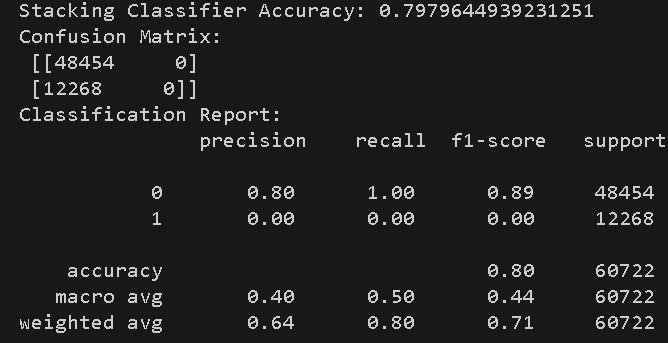 Stacking Classifier Accuracy: 0.7979644939231251
Confusion Matrix:
[[48454 0]
[12268 0]]
Classification Report:
precision recall f1-score support
0 0.80 1.00 0.89 48454
1 0.00 0.00 0.00 12268
accuracy 0.80 60722
macro avg 0.40 0.50 0.44 60722
weighted avg 0.64 0.80 0.71 60722